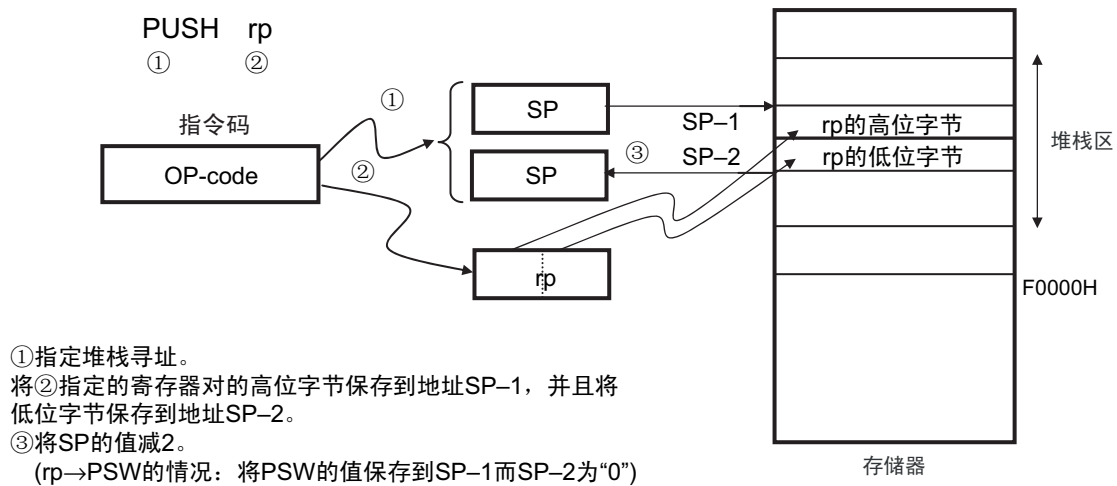 PUSH rp
① ②
指令码
OP-code
①
②
SP
SP
③
rp
SP–1
SP–2
rp的高位字节
rp的低位字节
堆栈区
F0000H
存储器
①指定堆栈寻址。
将②指定的寄存器对的高位字节保存到地址SP–1，并且将
低位字节保存到地址SP–2。
③将SP的值减2。
(rp→PSW的情况：将PSW的值保存到SP–1而SP–2为“0”)